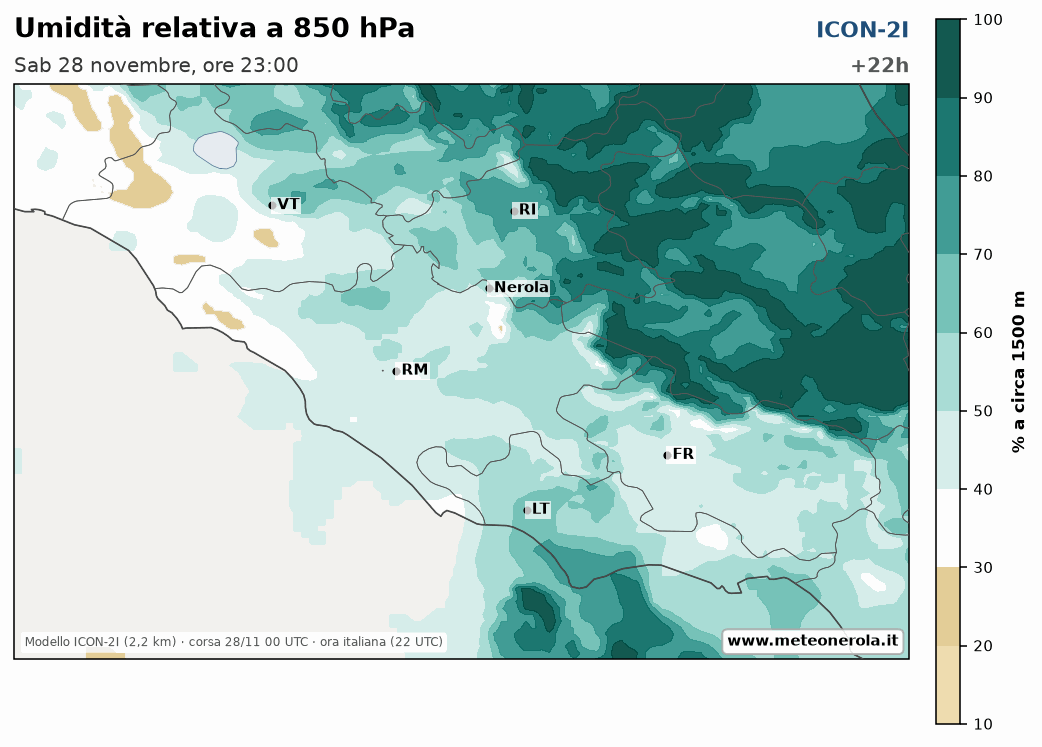 Umidità relativa a 850 hPa
ICON-2I
Sab 28 novembre, ore 23:00
+22h
100
90
80
70
60
50
40
30
20
10
% a circa 1500 m
VT
RI
Nerola
RM
FR
LT
Modello ICON-2I (2,2 km) · corsa 28/11 00 UTC · ora italiana (22 UTC)
www.meteonerola.it